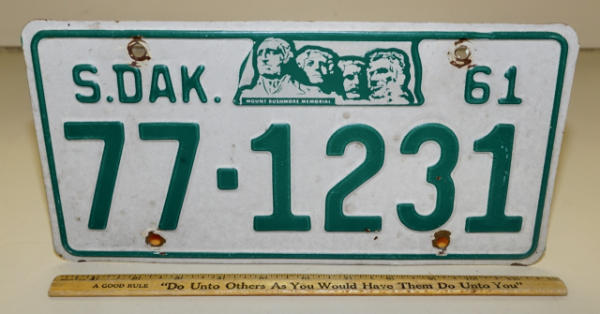 S.DAK. 61
MOUNT RUSHMORE MEMORIAL
77·1231
A GOOD RULE "Do Unto Others As You Would Have Them Do Unto You"